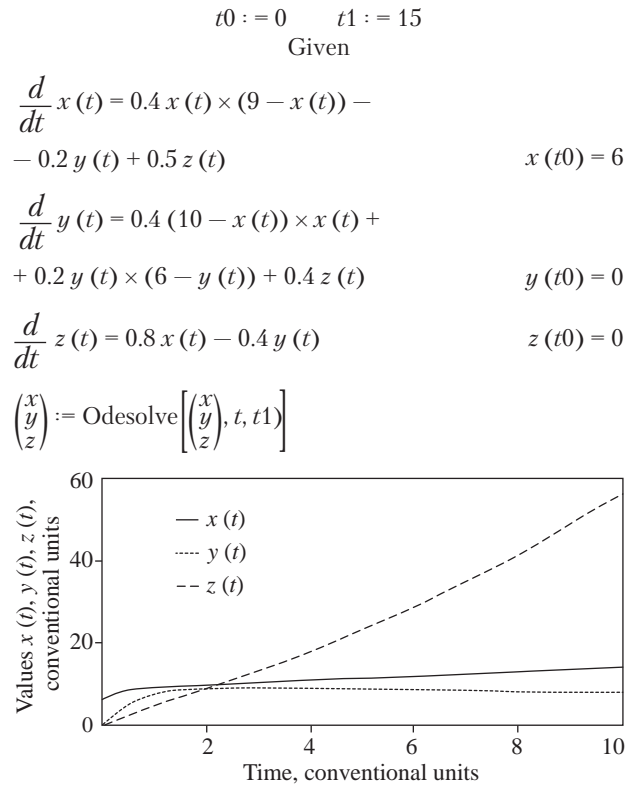 t0 := 0 t1 := 15
Given
d/dt x (t) = 0.4 x (t) × (9 − x (t)) −
− 0.2 y (t) + 0.5 z (t) x (t0) = 6
d/dt y (t) = 0.4 (10 − x (t)) × x (t) +
+ 0.2 y (t) × (6 − y (t)) + 0.4 z (t) y (t0) = 0
d/dt z (t) = 0.8 x (t) − 0.4 y (t) z (t0) = 0
(x y z) := Odesolve[(x y z), t, t1)]
Values x (t), y (t), z (t),
conventional units
60
40
20
0
x (t)
y (t)
z (t)
2 4 6 8 10
Time, conventional units